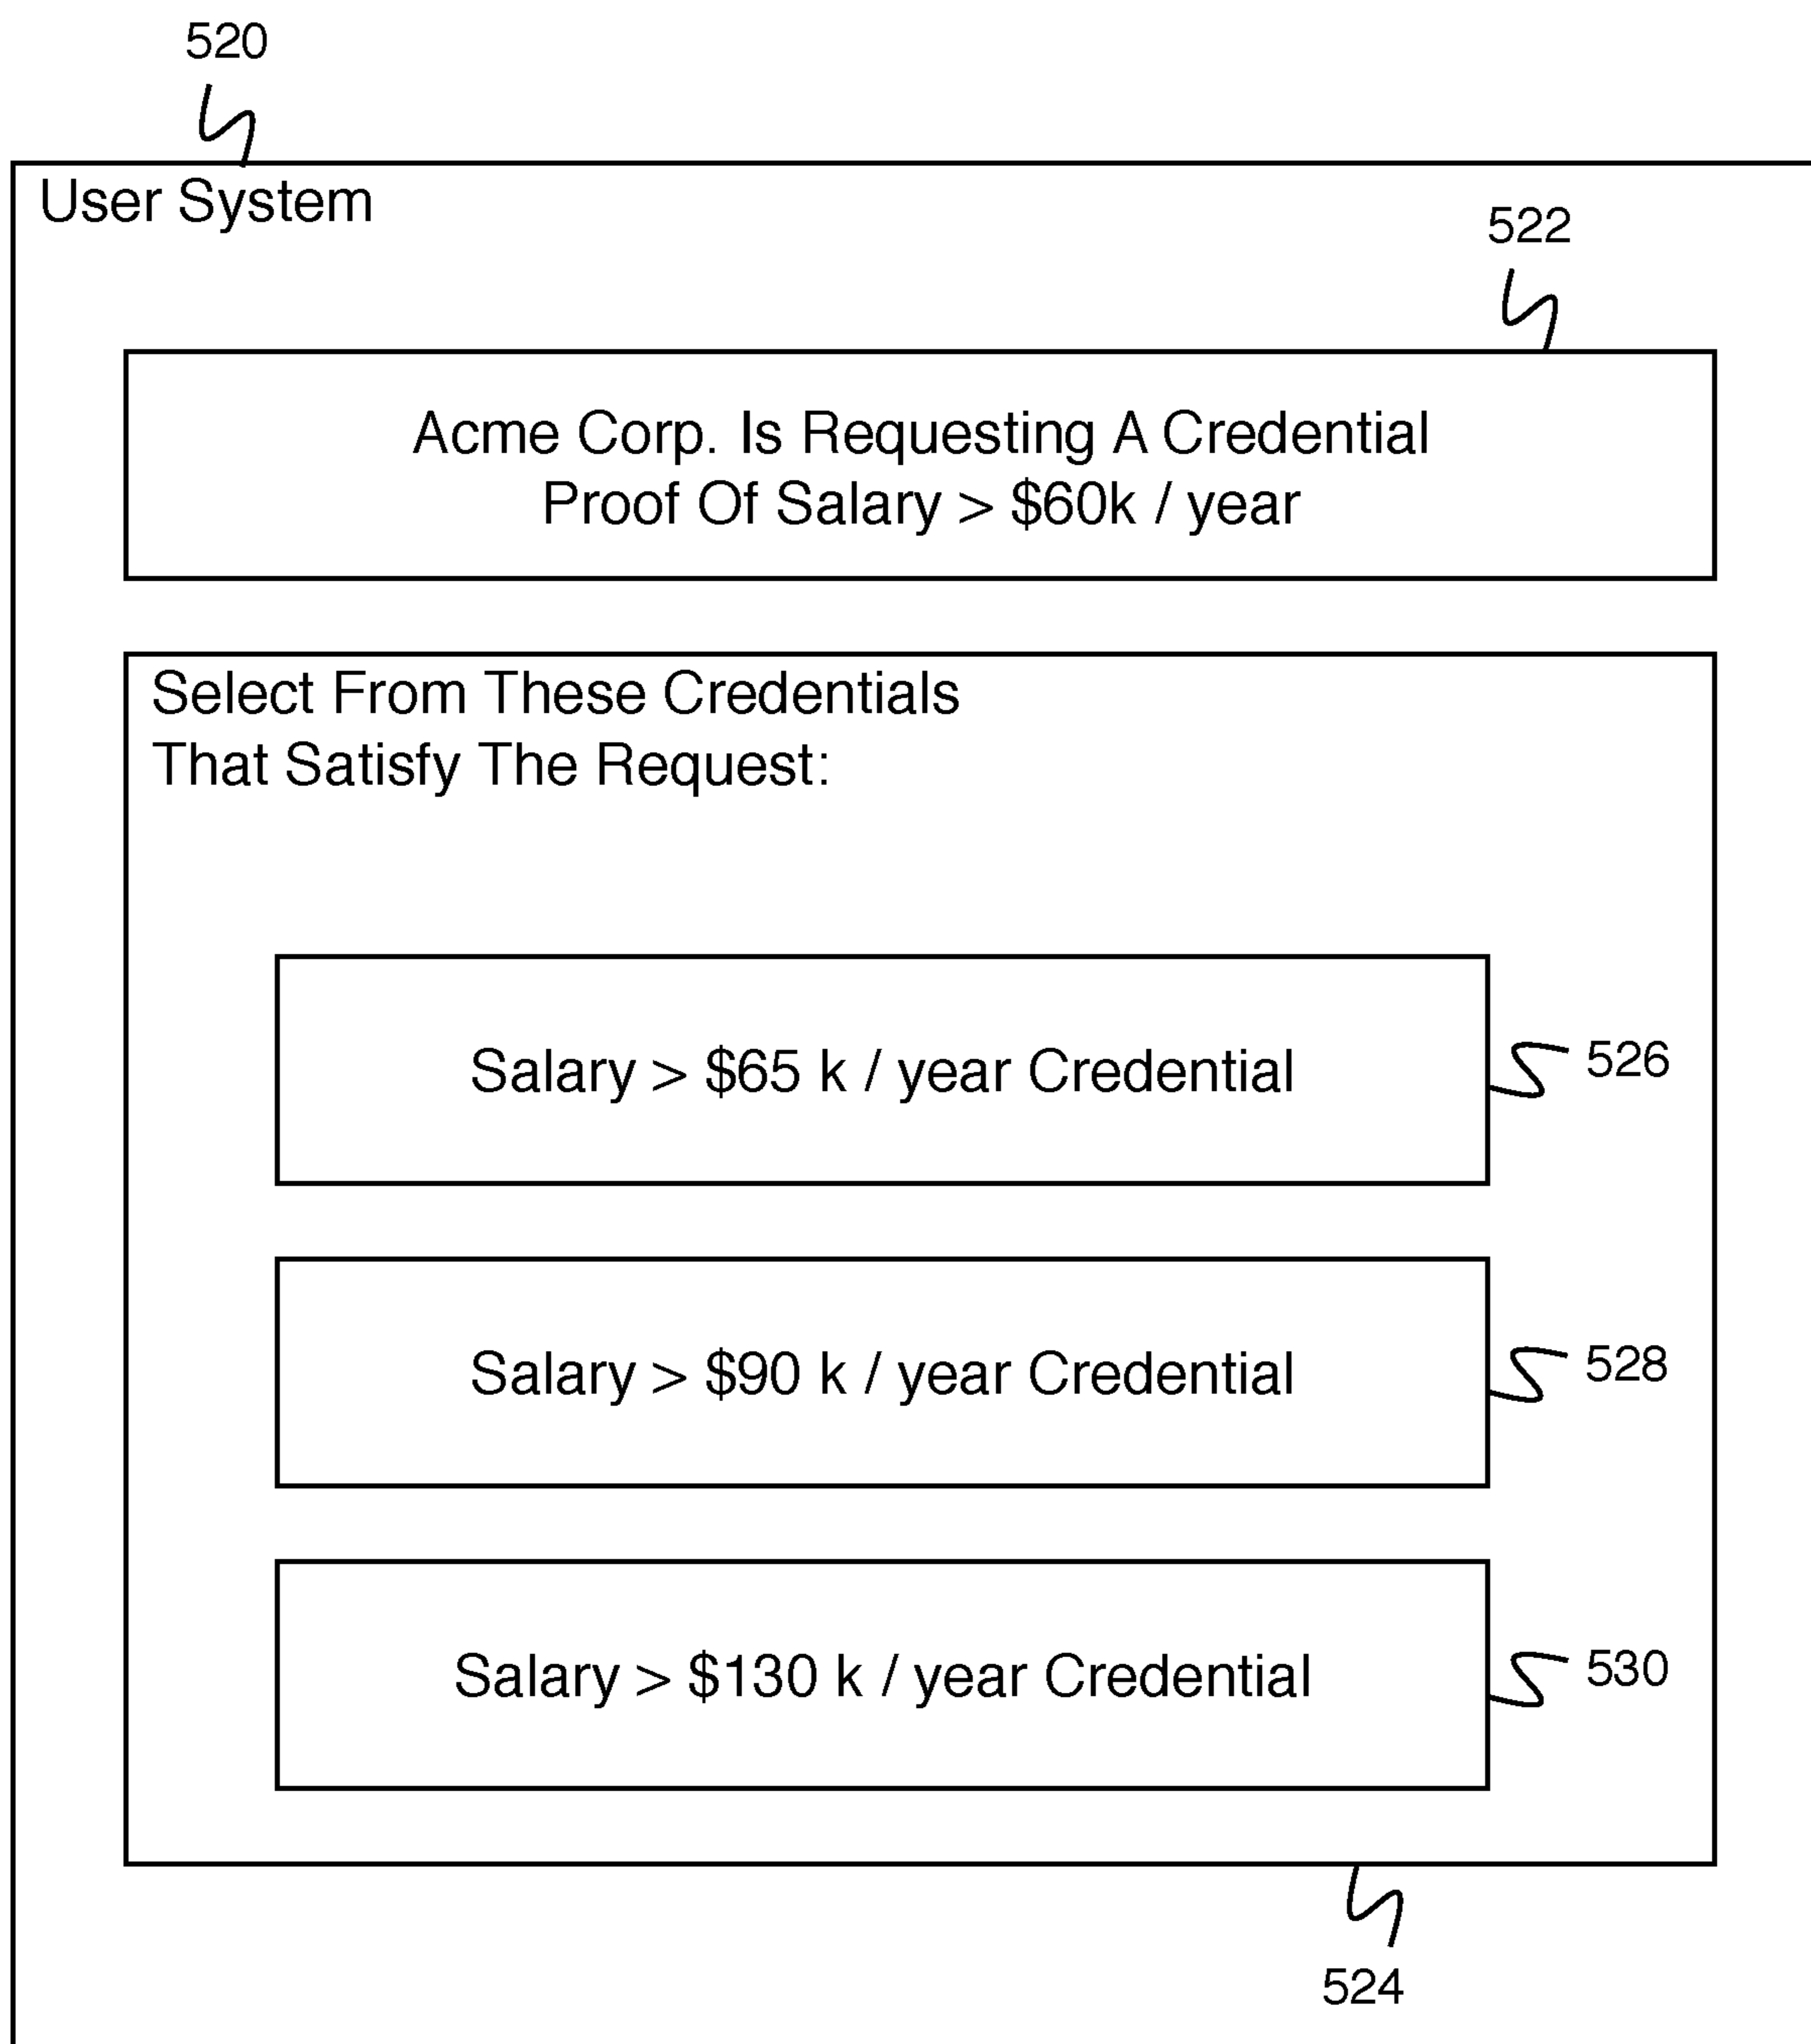 520
User System
522
Acme Corp. Is Requesting A Credential
Proof Of Salary > $60k / year
Select From These Credentials
That Satisfy The Request:
Salary > $65 k / year Credential
526
Salary > $90 k / year Credential
528
Salary > $130 k / year Credential
530
524